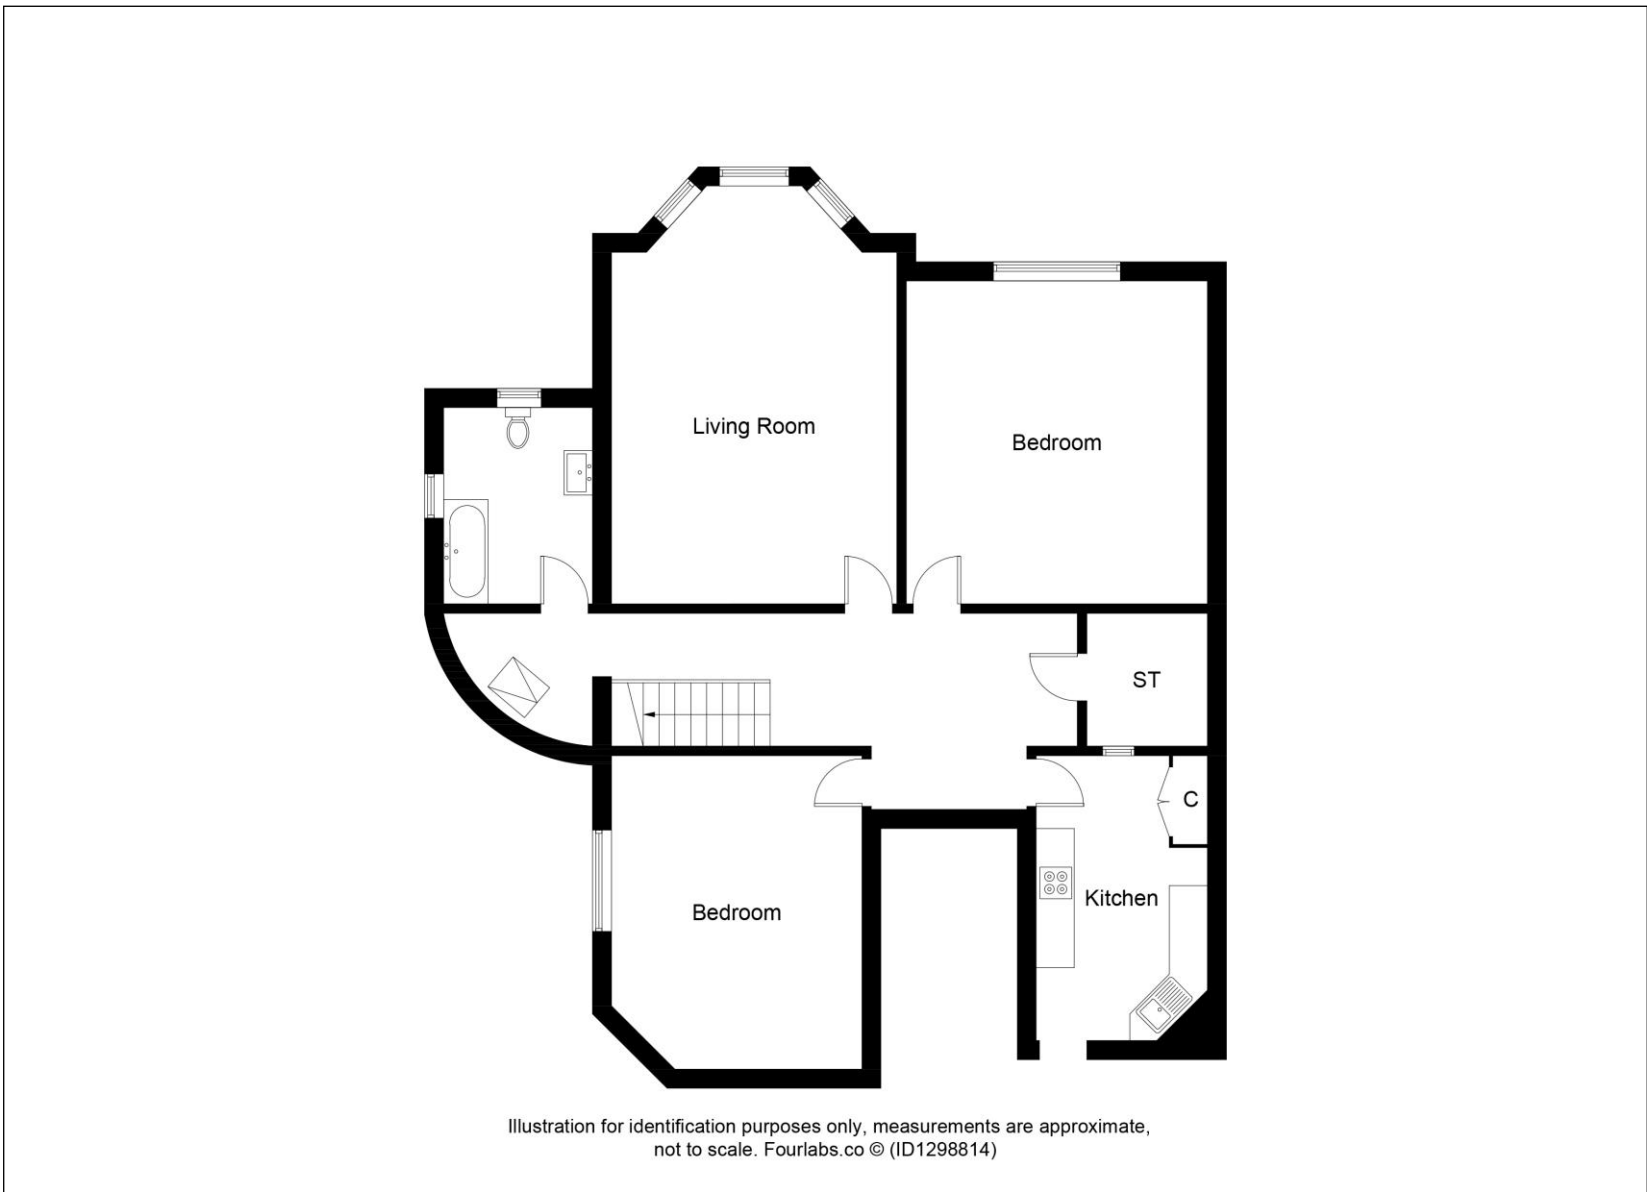 Living Room
Bedroom
ST
C
Kitchen
Bedroom
Illustration for identification purposes only, measurements are approximate,
not to scale. Fourlabs.co © (ID1298814)